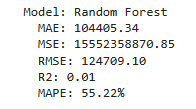 Model: Random Forest
MAE: 104405.34
MSE: 15552358870.85
RMSE: 124709.10
R2: 0.01
MAPE: 55.22%